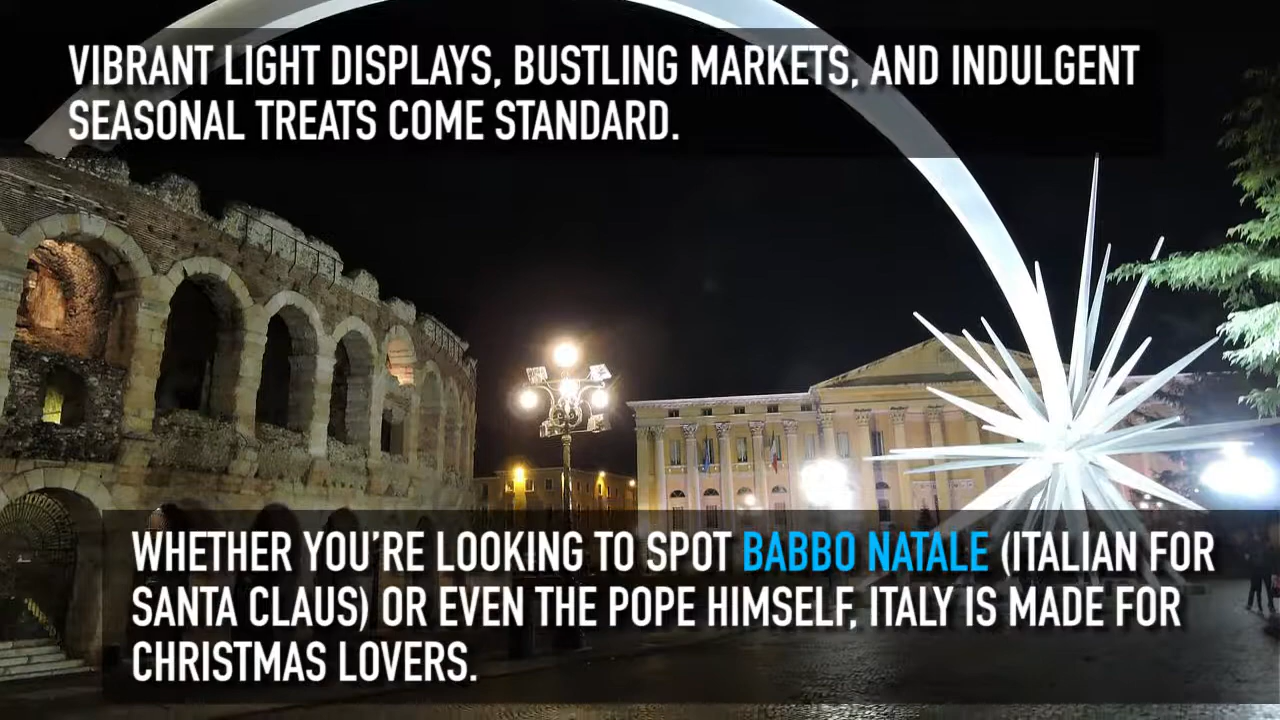 VIBRANT LIGHT DISPLAYS, BUSTLING MARKETS, AND INDULGENT
SEASONAL TREATS COME STANDARD.
WHETHER YOU'RE LOOKING TO SPOT BABBO NATALE (ITALIAN FOR
SANTA CLAUS) OR EVEN THE POPE HIMSELF, ITALY IS MADE FOR
CHRISTMAS LOVERS.